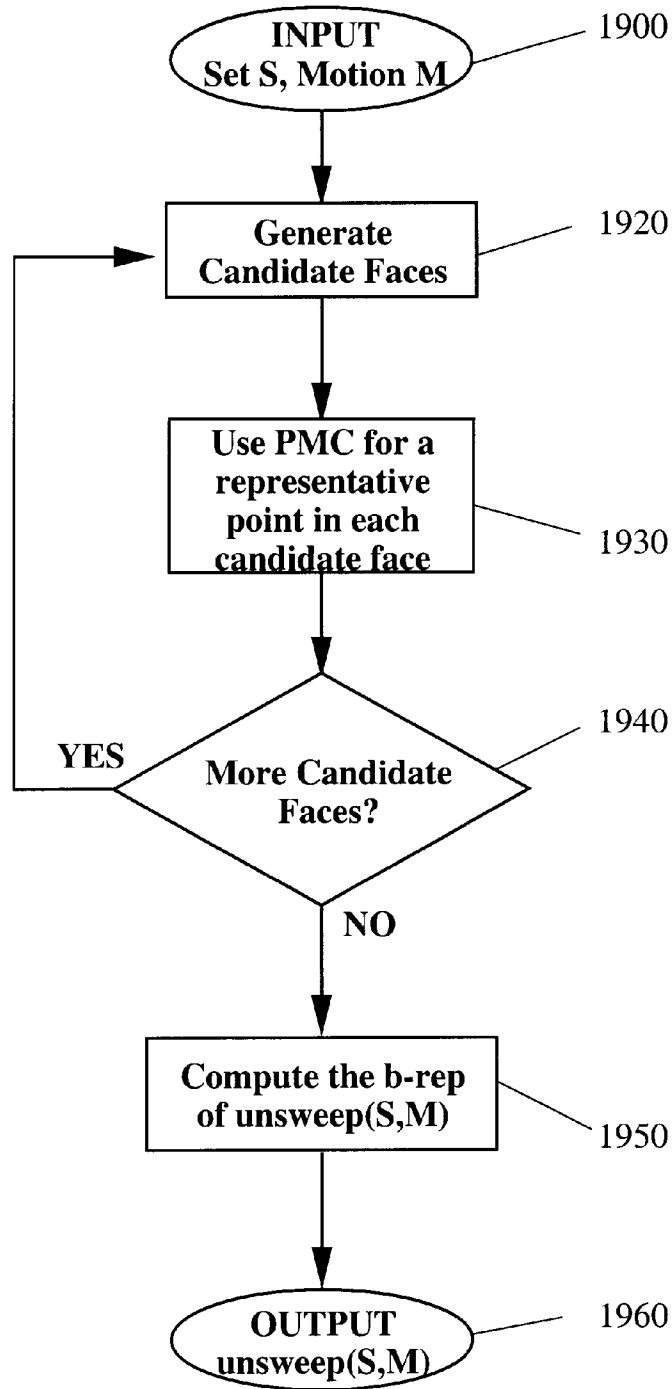 INPUT
Set S, Motion M
1900
Generate
Candidate Faces
1920
Use PMC for a
representative
point in each
candidate face
1930
More Candidate
Faces?
1940
YES
NO
Compute the b-rep
of unsweep(S,M)
1950
OUTPUT
unsweep(S,M)
1960